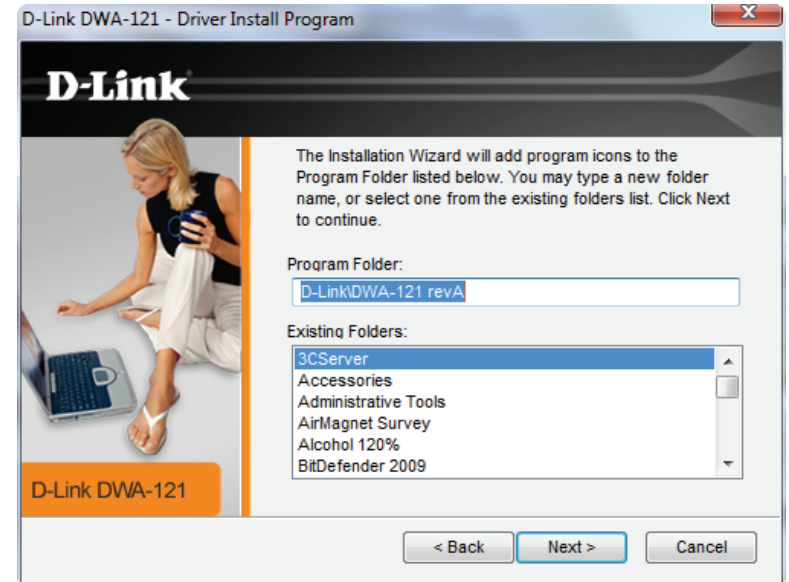 D-Link DWA-121 - Driver Install Program
D-Link
The Installation Wizard will add program icons to the
Program Folder listed below. You may type a new folder
name, or select one from the existing folders list. Click Next
to continue.
Program Folder:
D-Link\DWA-121 revA
Existing Folders:
3CServer
Accessories
Administrative Tools
AirMagnet Survey
Alcohol 120%
BitDefender 2009
D-Link DWA-121
< Back
Next >
Cancel